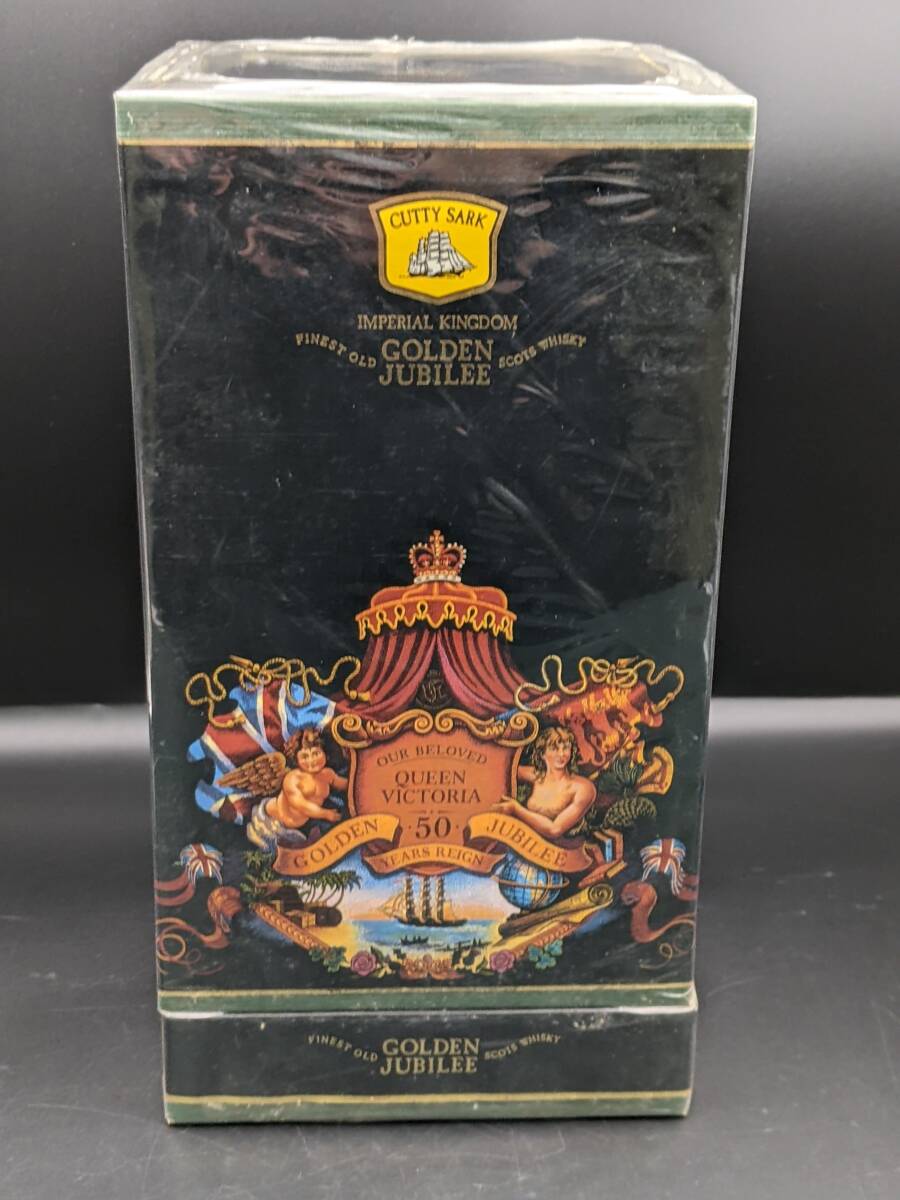 CUTTY SARK
IMPERIAL KINGDOM
FINEST OLD GOLDEN JUBILEE SCOTS WHISKY
OUR BELOVED
QUEEN
VICTORIA
GOLDEN · 50 · JUBILEE
YEARS REIGN
FINEST OLD GOLDEN JUBILEE SCOTS WHISKY